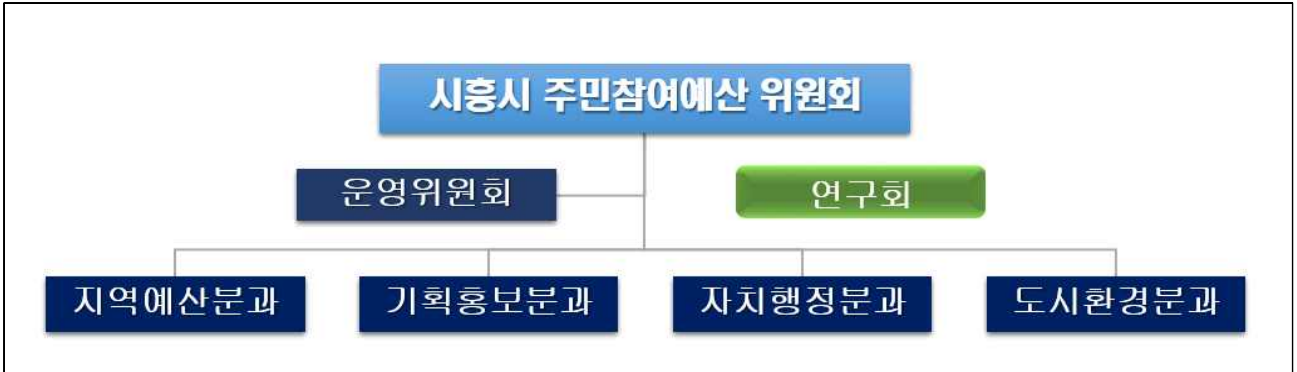 시흥시 주민참여예산 위원회
운영위원회
연구회
지역예산분과
기획홍보분과
자치행정분과
도시환경분과